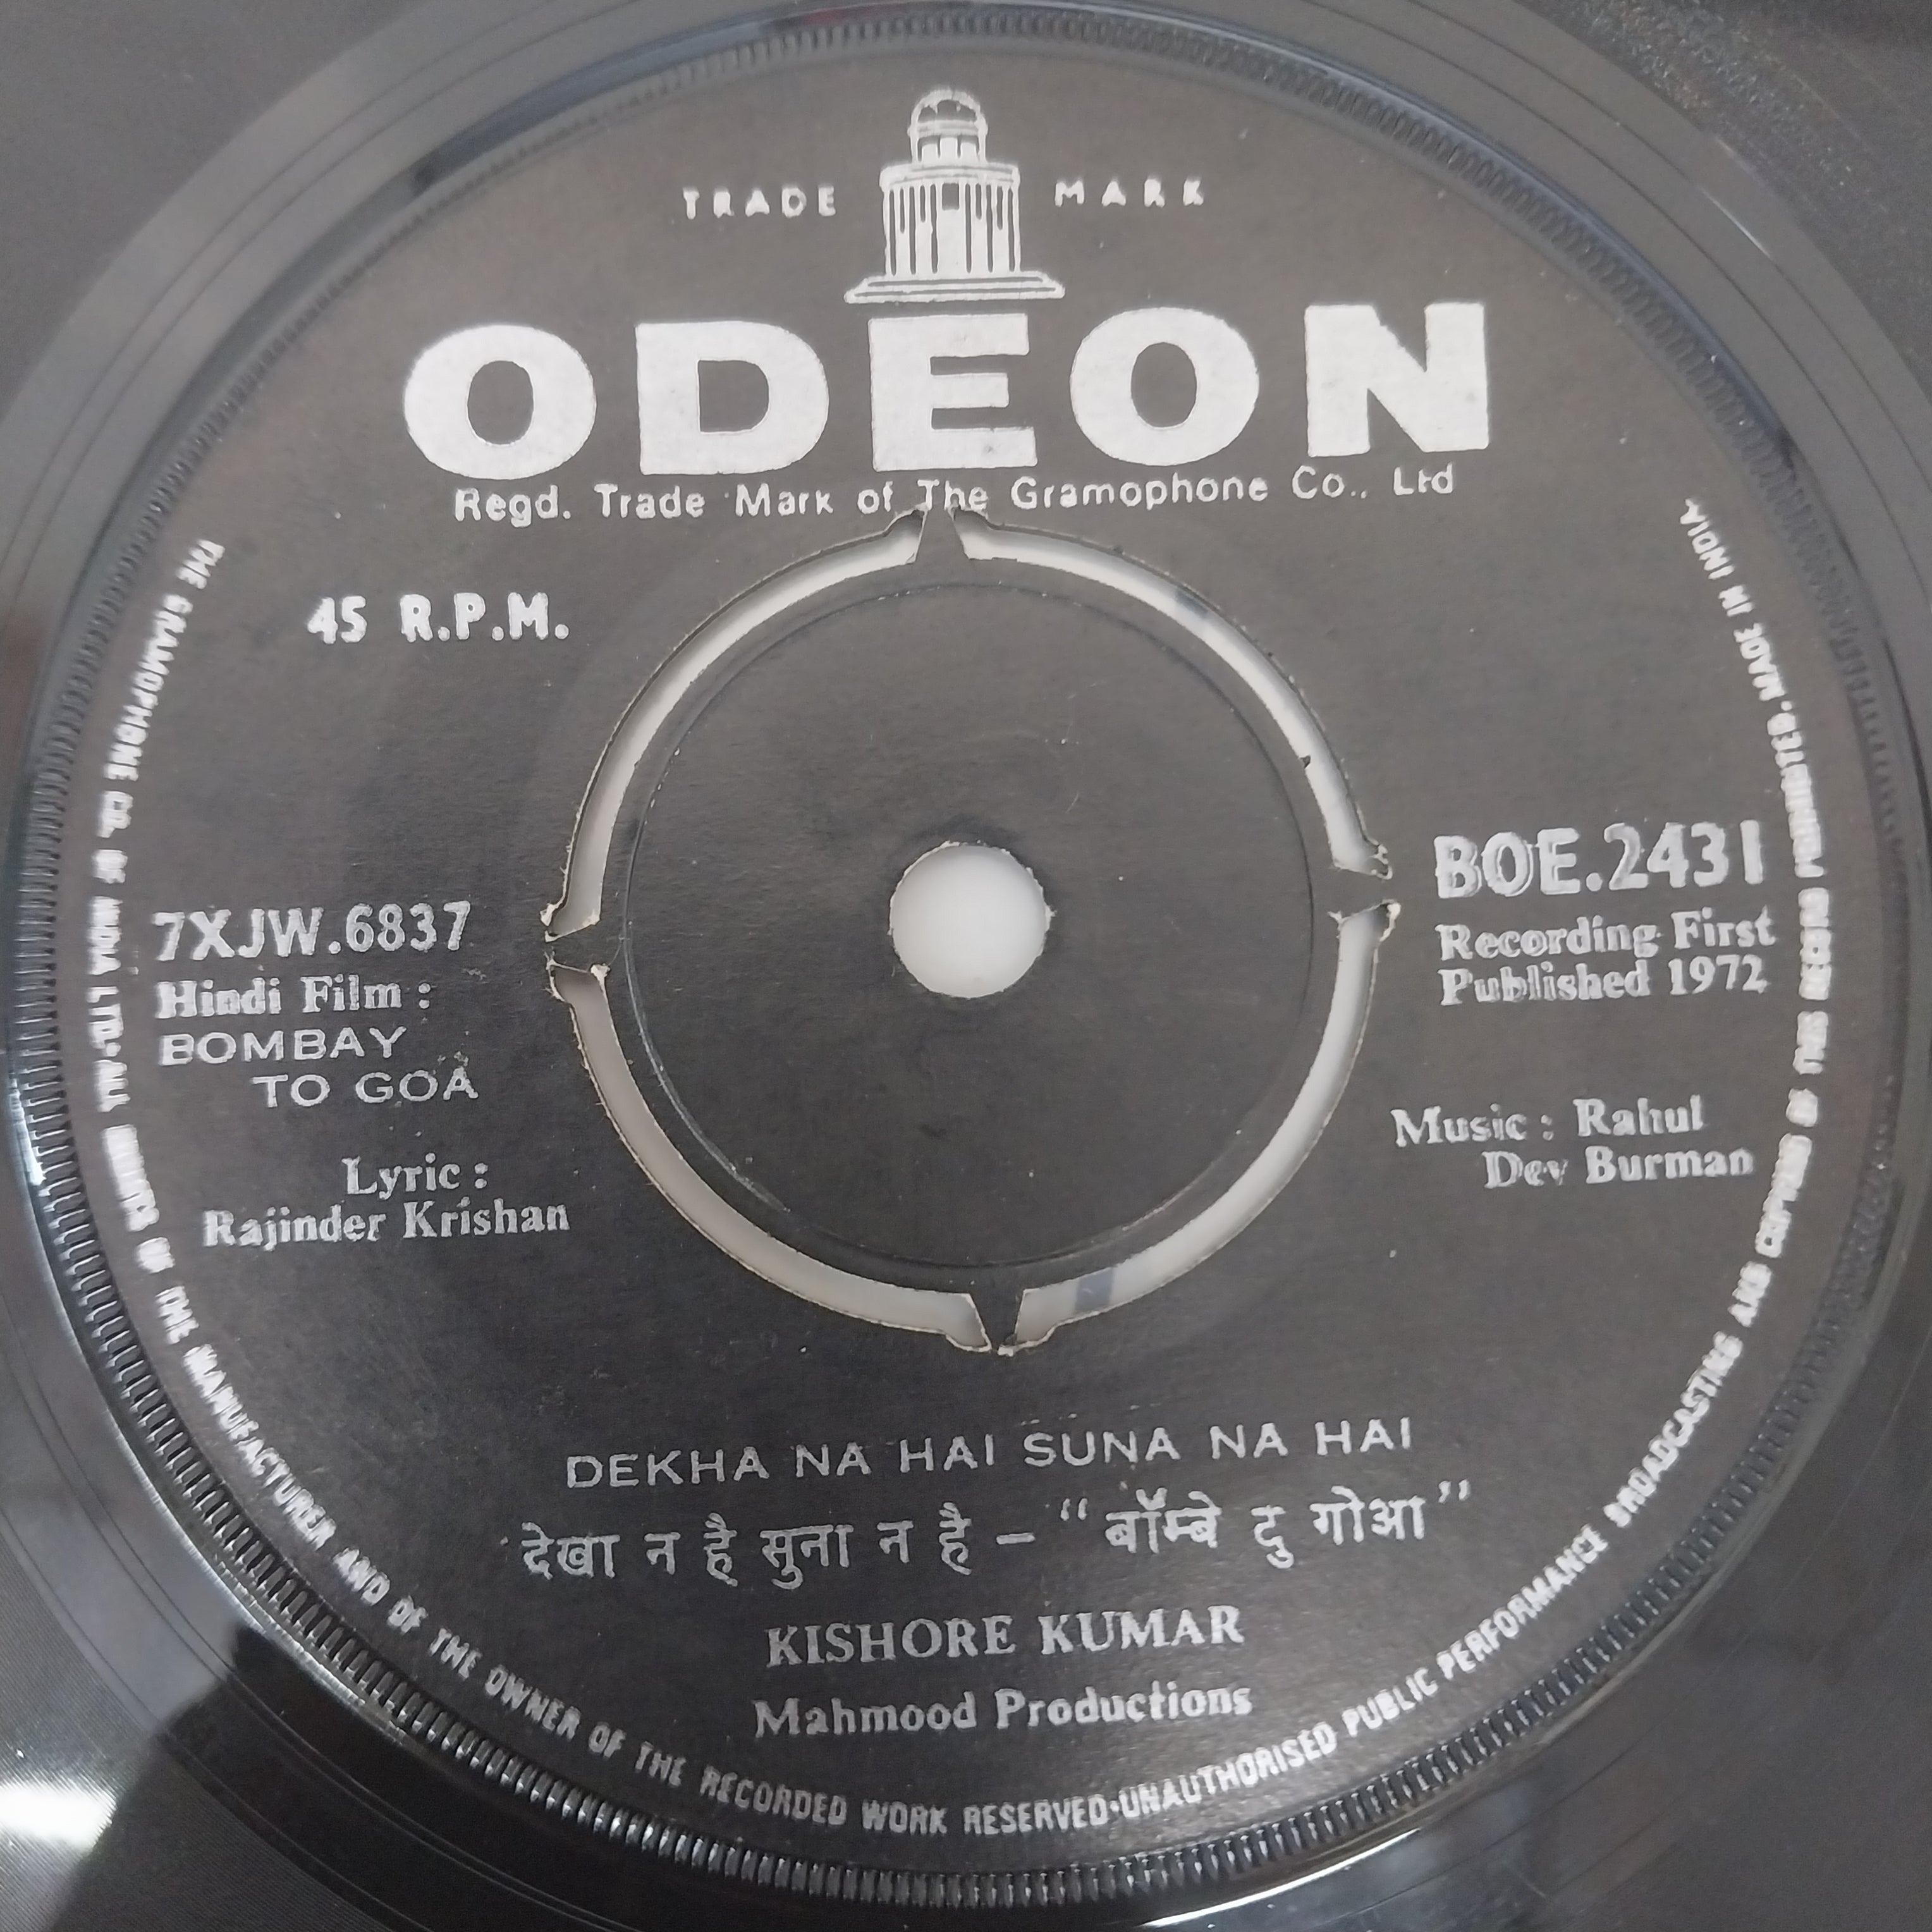 TRADE MARK
ODEON
Regd. Trade Mark of The Gramophone Co., Ltd
45 R.P.M.
7XJW.6837
Hindi Film :
BOMBAY
TO GOA
Lyric :
Rajinder Krishan
BOE.2431
Recording First
Published 1972
Music : Rahul
Dev Burman
DEKHA NA HAI SUNA NA HAI
देखा न है सुना न है – “बॉम्बे टु गोआ”
KISHORE KUMAR
Mahmood Productions
THE GRAMOPHONE CO. OF INDIA LTD.·ALL RIGHTS OF THE MANUFACTURER AND OF THE OWNER OF THE RECORDED WORK RESERVED·UNAUTHORISED PUBLIC PERFORMANCE BROADCASTING AND COPYING OF THIS RECORD PROHIBITED. MADE IN INDIA